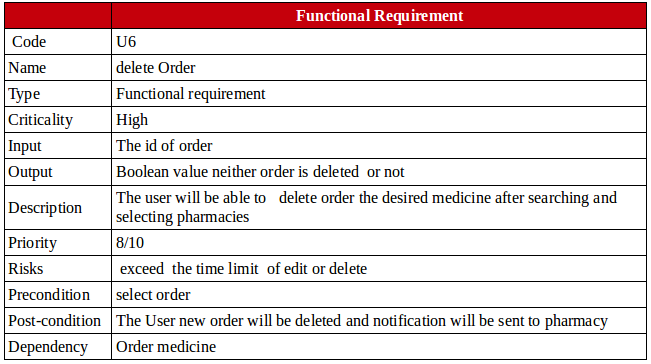 Functional Requirement
Code U6
Name delete Order
Type Functional requirement
Criticality High
Input The id of order
Output Boolean value neither order is deleted or not
Description The user will be able to delete order the desired medicine after searching and
selecting pharmacies
Priority 8/10
Risks exceed the time limit of edit or delete
Precondition select order
Post-condition The User new order will be deleted and notification will be sent to pharmacy
Dependency Order medicine